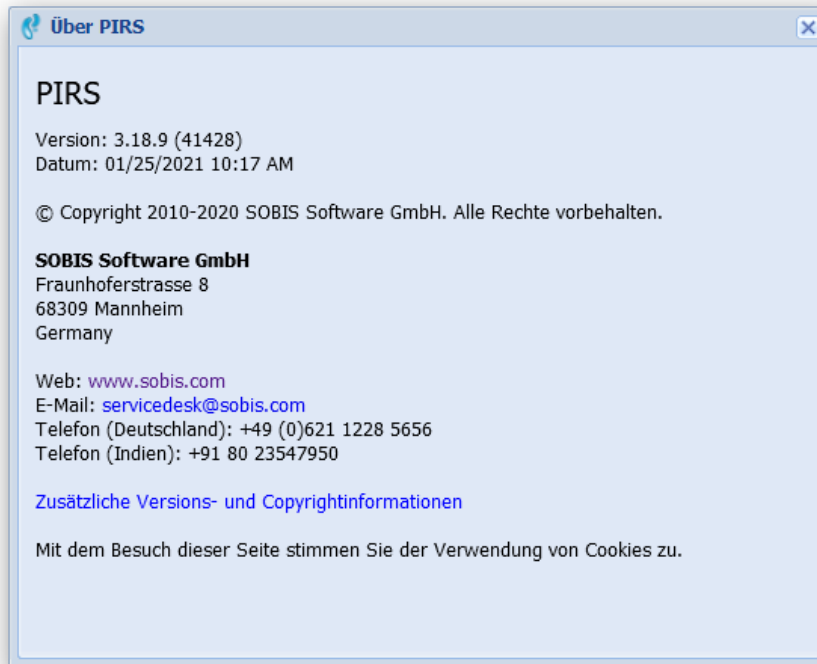 Über PIRS
PIRS
Version: 3.18.9 (41428)
Datum: 01/25/2021 10:17 AM
© Copyright 2010-2020 SOBIS Software GmbH. Alle Rechte vorbehalten.
SOBIS Software GmbH
Fraunhoferstrasse 8
68309 Mannheim
Germany
Web: www.sobis.com
E-Mail: servicedesk@sobis.com
Telefon (Deutschland): +49 (0)621 1228 5656
Telefon (Indien): +91 80 23547950
Zusätzliche Versions- und Copyrightinformationen
Mit dem Besuch dieser Seite stimmen Sie der Verwendung von Cookies zu.